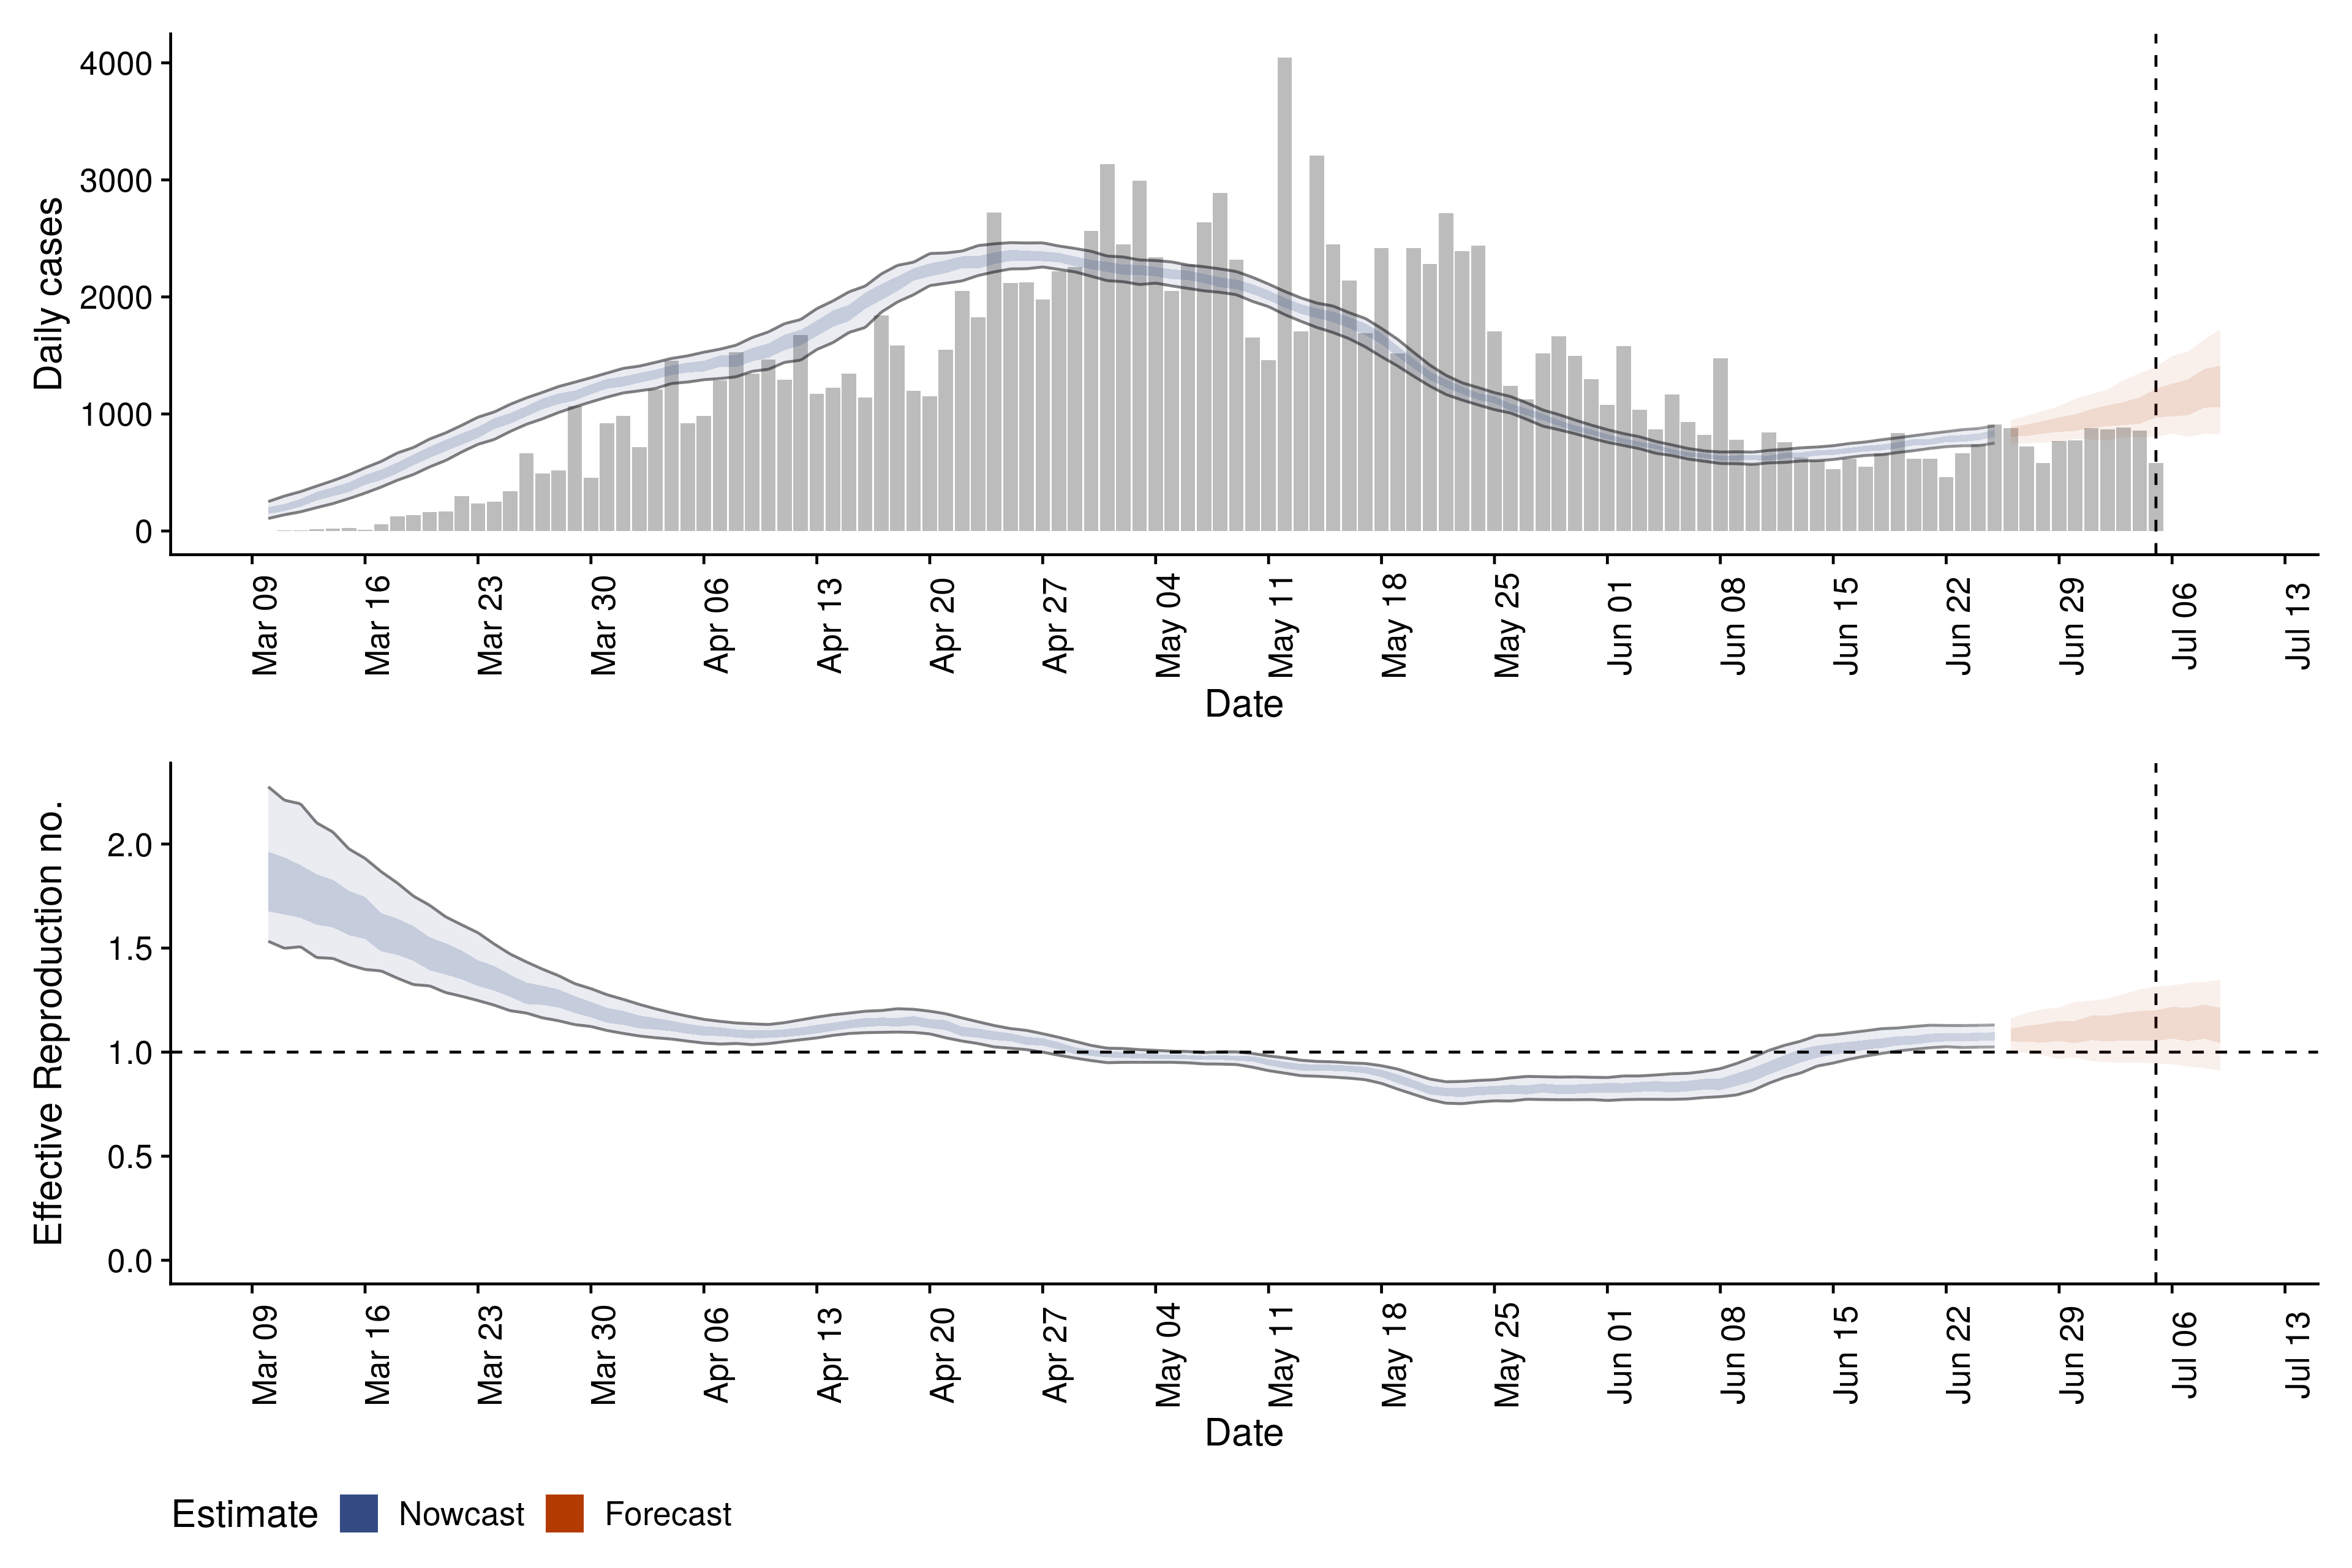 Daily cases
4000
3000
2000
1000
0
Mar 09 Mar 16 Mar 23 Mar 30 Apr 06 Apr 13 Apr 20 Apr 27 May 04 May 11 May 18 May 25 Jun 01 Jun 08 Jun 15 Jun 22 Jun 29 Jul 06 Jul 13
Date
Effective Reproduction no.
2.0
1.5
1.0
0.5
0.0
Mar 09 Mar 16 Mar 23 Mar 30 Apr 06 Apr 13 Apr 20 Apr 27 May 04 May 11 May 18 May 25 Jun 01 Jun 08 Jun 15 Jun 22 Jun 29 Jul 06 Jul 13
Date
Estimate Nowcast Forecast